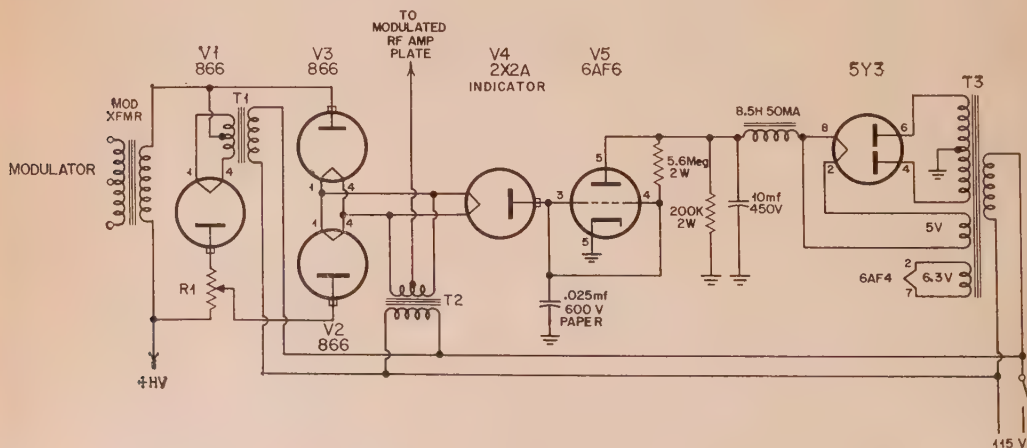 TO
MODULATED
RF AMP
PLATE
V1
866
V3
866
V4
2X2A
INDICATOR
V5
6AF6
5Y3
T3
MOD
XFMR
T1
8.5H 50MA
MODULATOR
1
4
1
4
1
4
5
3
4
5
5.6Meg
2W
200K
2W
10mf
450V
8
2
6
4
5V
6AF4
2
7
6.3V
R1
T2
.025mf
600V
PAPER
V2
866
+HV
115 V